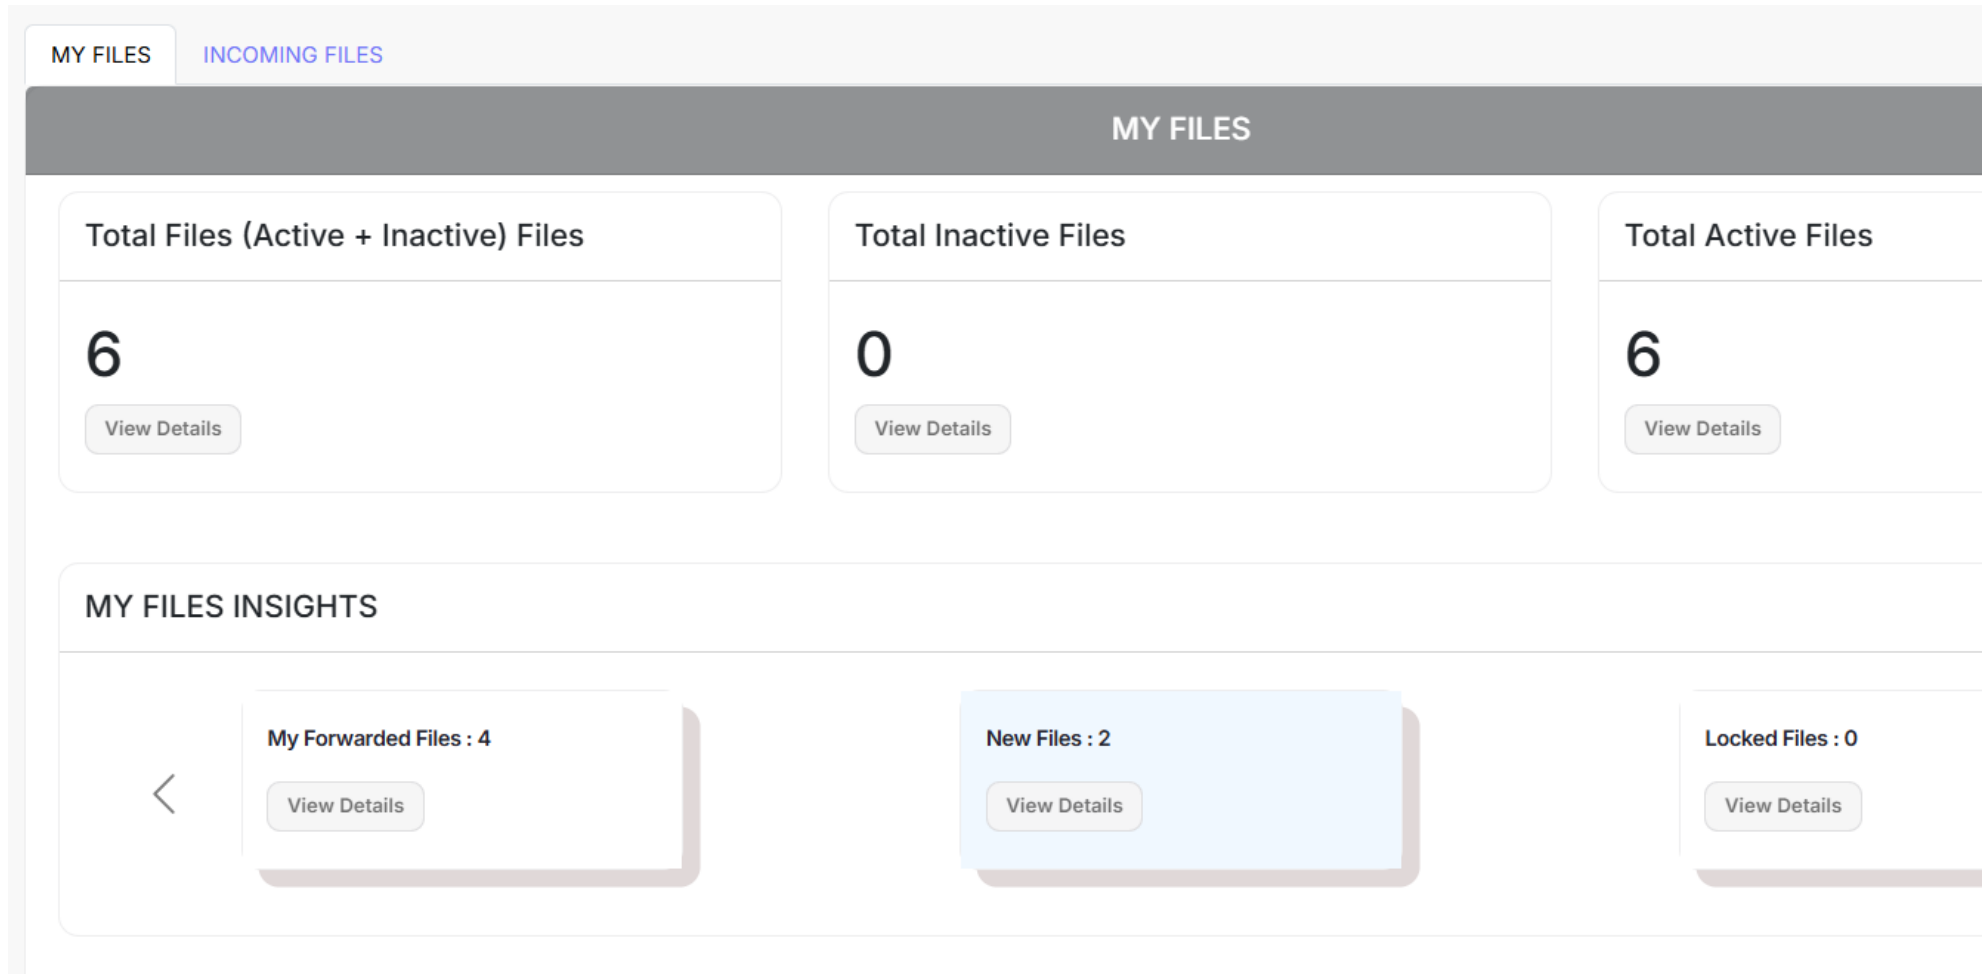 MY FILES
INCOMING FILES
MY FILES
Total Files (Active + Inactive) Files
6
View Details
Total Inactive Files
0
View Details
Total Active Files
6
View Details
MY FILES INSIGHTS
My Forwarded Files : 4
View Details
New Files : 2
View Details
Locked Files : 0
View Details